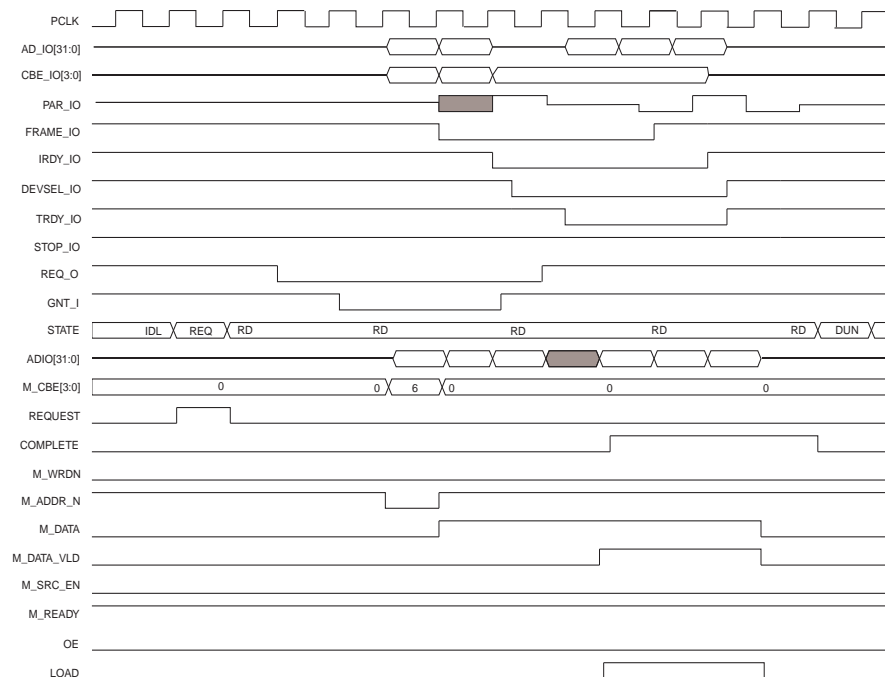 PCLK
AD_IO[31:0]
CBE_IO[3:0]
PAR_IO
FRAME_IO
IRDY_IO
DEVSEL_IO
TRDY_IO
STOP_IO
REQ_O
GNT_I
STATE IDL REQ RD RD RD RD RD DUN
ADIO[31:0]
M_CBE[3:0] 0 0 6 0 0 0
REQUEST
COMPLETE
M_WRDN
M_ADDR_N
M_DATA
M_DATA_VLD
M_SRC_EN
M_READY
OE
LOAD